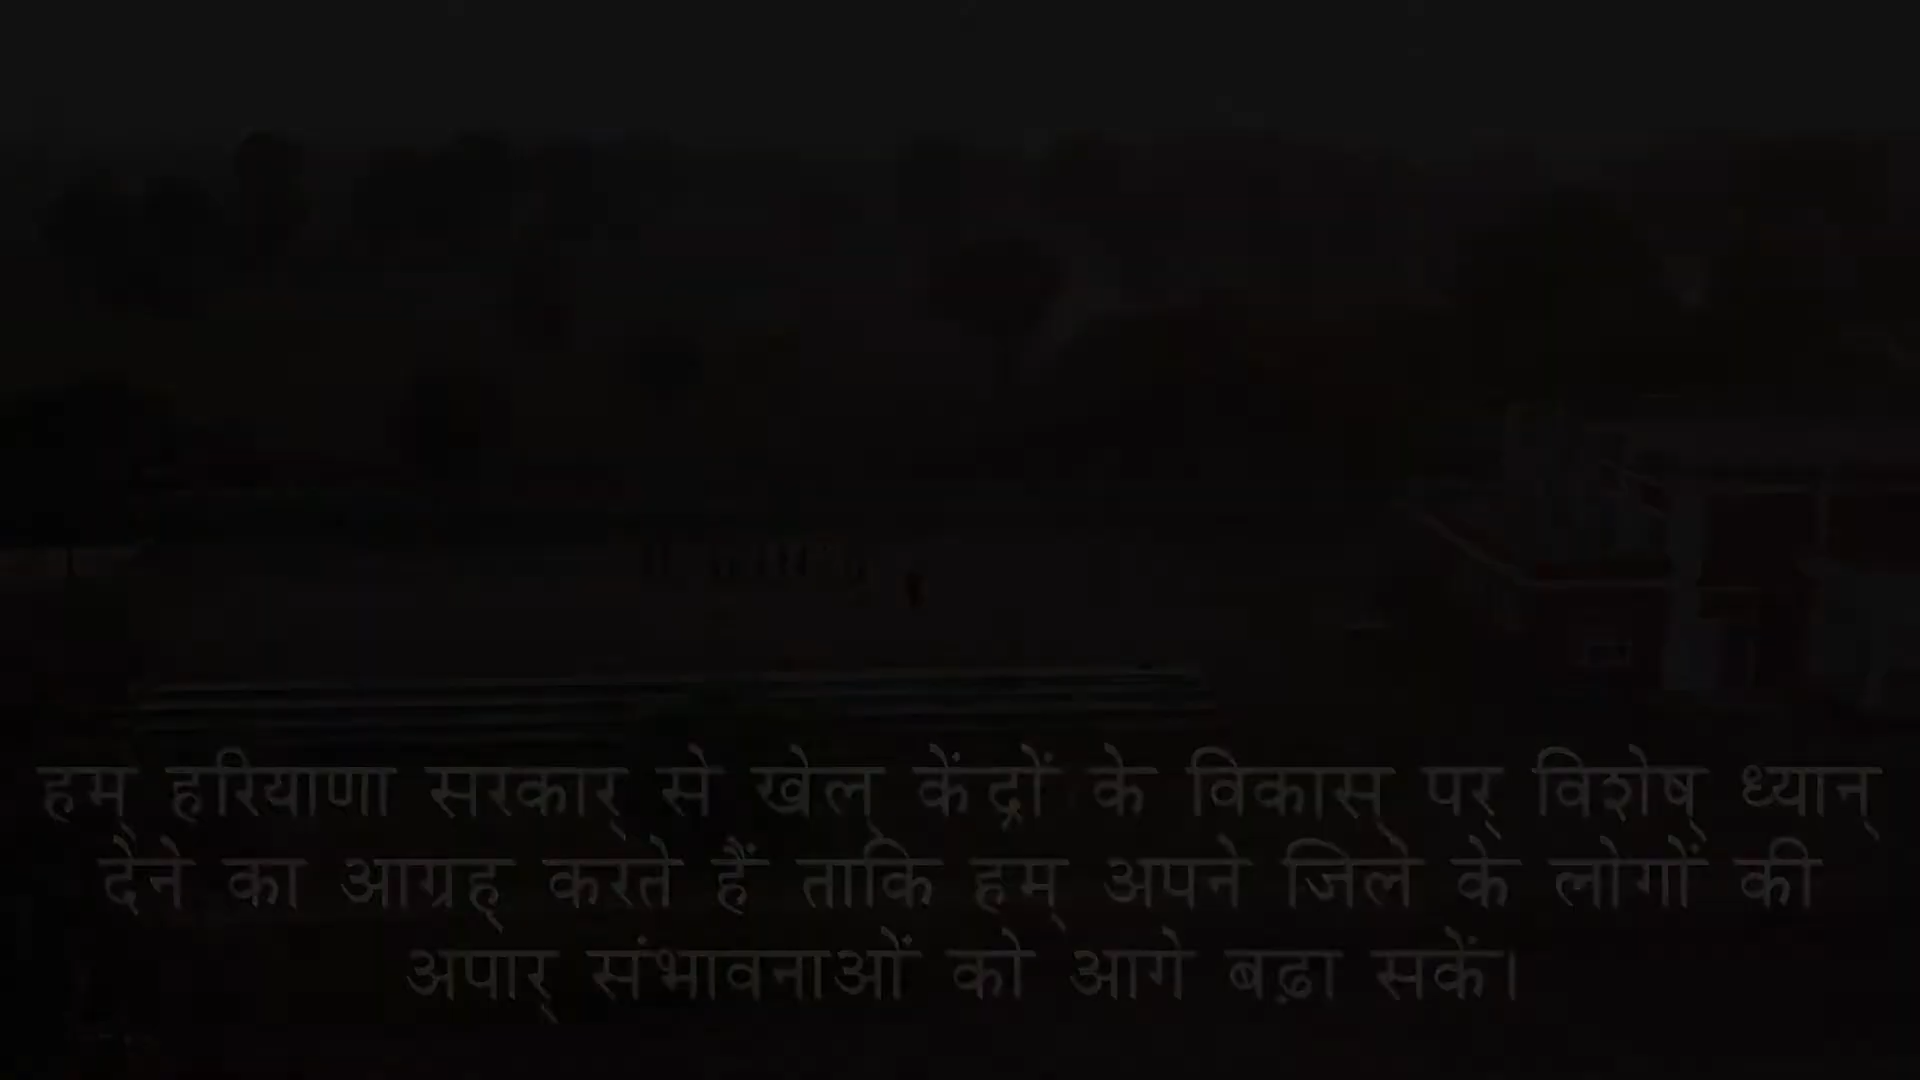 हम् हरियाणा सरकार् से खेल् केंद्रों के विकास् पर् विशेष् ध्यान्
देने का आग्रह् करते हैं ताकि हम् अपने जिले के लोगों की
अपार् संभावनाओं को आगे बढ़ा सकें।